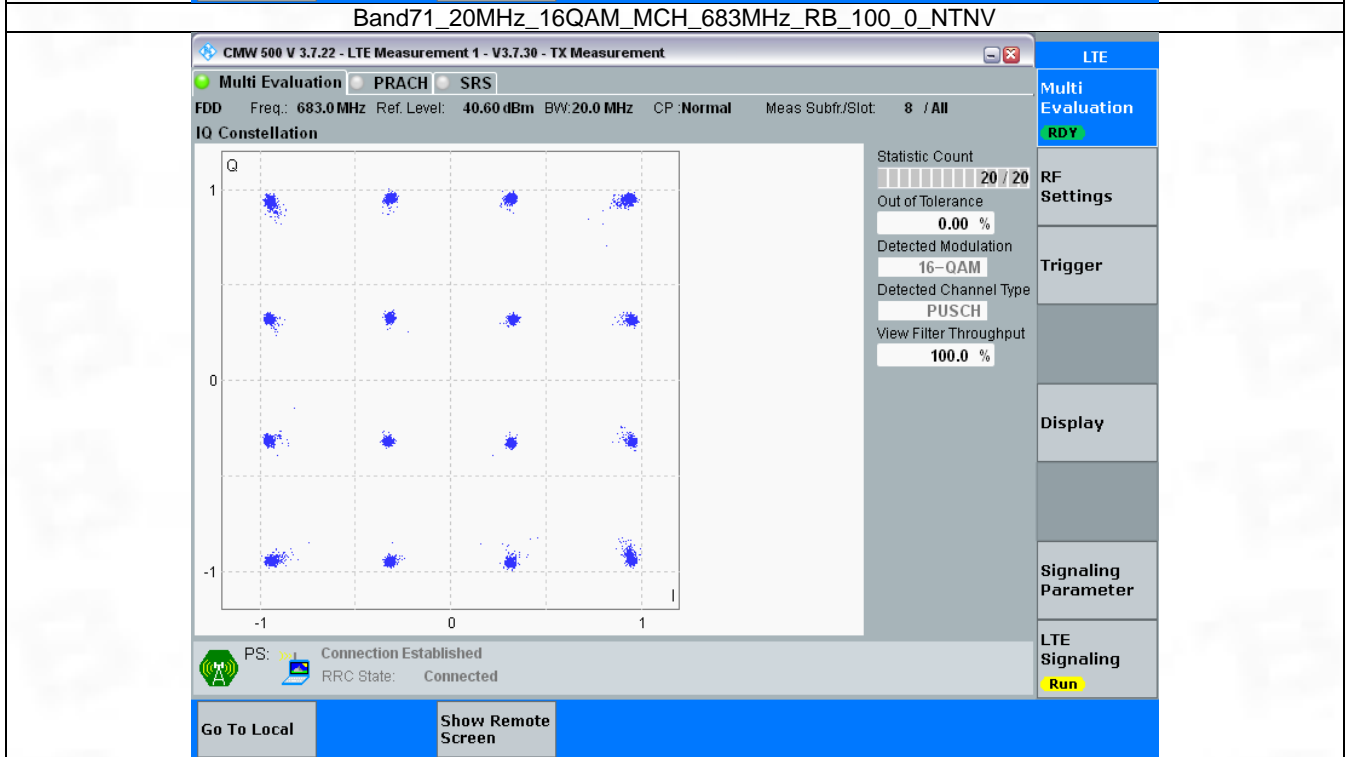 Band71_20MHz_16QAM_MCH_683MHz_RB_100_0_NTNV
CMW 500 V 3.7.22 - LTE Measurement 1 - V3.7.30 - TX Measurement
LTE
Multi Evaluation PRACH SRS
Multi
Evaluation
RDY
FDD Freq.: 683.0 MHz Ref. Level: 40.60 dBm BW:20.0 MHz CP :Normal Meas Subfr./Slot: 8 / All
IQ Constellation
Q
1
0
-1
I
-1 0 1
Statistic Count
20 / 20
Out of Tolerance
0.00 %
Detected Modulation
16-QAM
Detected Channel Type
PUSCH
View Filter Throughput
100.0 %
RF
Settings
Trigger
Display
Signaling
Parameter
LTE
Signaling
Run
PS: Connection Established
RRC State: Connected
Go To Local
Show Remote
Screen